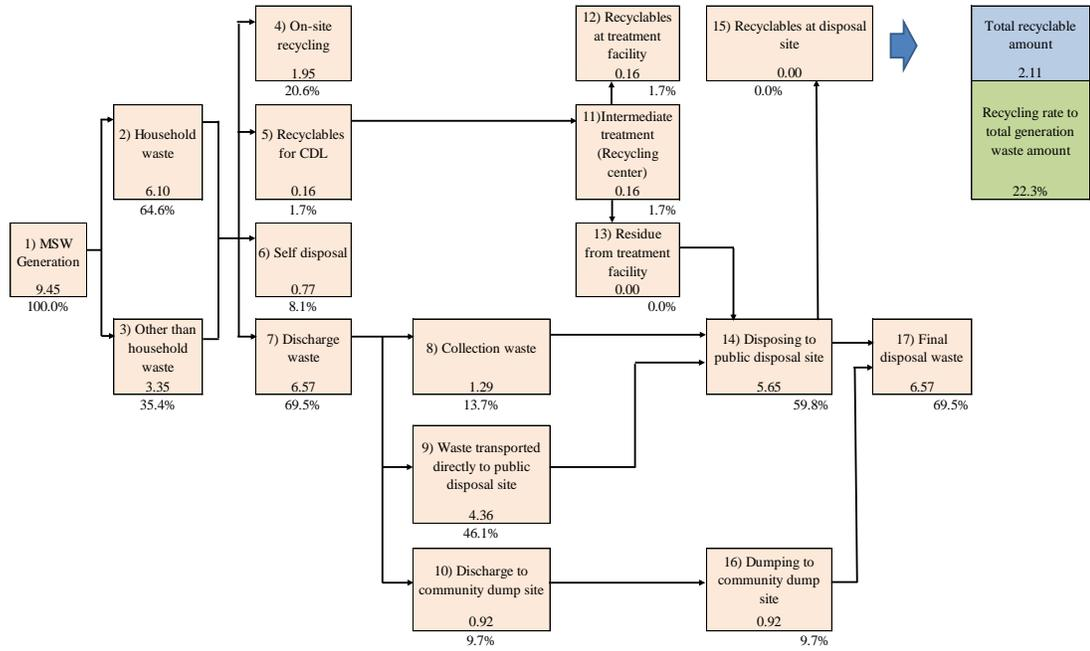 1) MSW
Generation
9.45
100.0%
2) Household
waste
6.10
64.6%
3) Other than
household
waste
3.35
35.4%
4) On-site
recycling
1.95
20.6%
5) Recyclables
for CDL
0.16
1.7%
6) Self disposal
0.77
8.1%
7) Discharge
waste
6.57
69.5%
8) Collection waste
1.29
13.7%
9) Waste transported
directly to public
disposal site
4.36
46.1%
10) Discharge to
community dump site
0.92
9.7%
12) Recyclables
at treatment
facility
0.16
1.7%
11)Intermediate
treatment
(Recycling
center)
0.16
1.7%
13) Residue
from treatment
facility
0.00
0.0%
15) Recyclables at disposal
site
0.00
0.0%
14) Disposing to
public disposal site
5.65
59.8%
16) Dumping to
community dump
site
0.92
9.7%
17) Final
disposal waste
6.57
69.5%
Total recyclable
amount
2.11
Recycling rate to
total generation
waste amount
22.3%